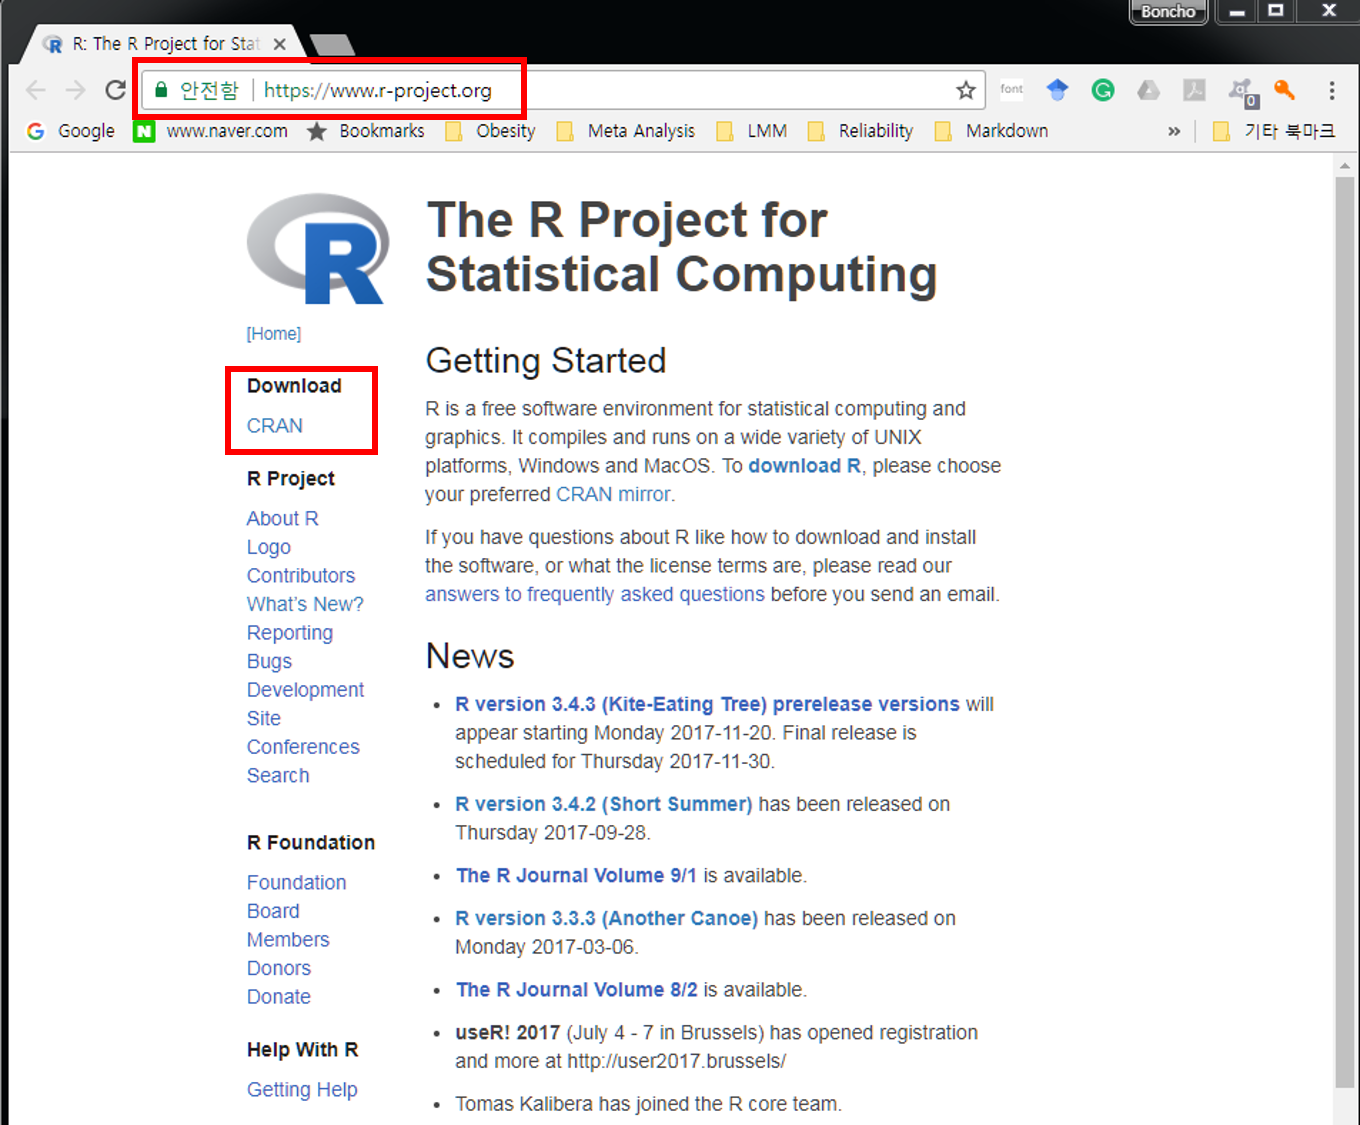 Boncho
R: The R Project for Stat
안전함 | https://www.r-project.org
font
0
Google
N
www.naver.com
Bookmarks
Obesity
Meta Analysis
LMM
Reliability
Markdown
»
기타 북마크
R
The R Project for
Statistical Computing
[Home]
Download
CRAN
R Project
About R
Logo
Contributors
What's New?
Reporting
Bugs
Development
Site
Conferences
Search
R Foundation
Foundation
Board
Members
Donors
Donate
Help With R
Getting Help
Getting Started
R is a free software environment for statistical computing and
graphics. It compiles and runs on a wide variety of UNIX
platforms, Windows and MacOS. To download R, please choose
your preferred CRAN mirror.
If you have questions about R like how to download and install
the software, or what the license terms are, please read our
answers to frequently asked questions before you send an email.
News
• R version 3.4.3 (Kite-Eating Tree) prerelease versions will
appear starting Monday 2017-11-20. Final release is
scheduled for Thursday 2017-11-30.
• R version 3.4.2 (Short Summer) has been released on
Thursday 2017-09-28.
• The R Journal Volume 9/1 is available.
• R version 3.3.3 (Another Canoe) has been released on
Monday 2017-03-06.
• The R Journal Volume 8/2 is available.
• useR! 2017 (July 4 - 7 in Brussels) has opened registration
and more at http://user2017.brussels/
• Tomas Kalibera has joined the R core team.